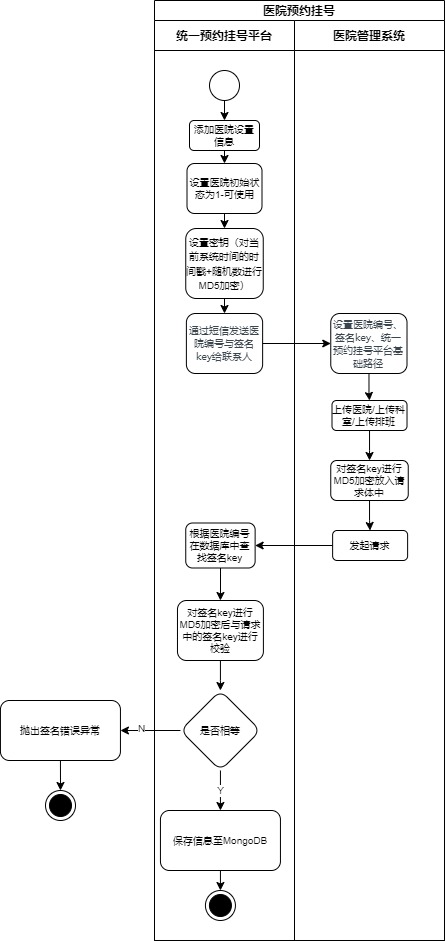 医院预约挂号
统一预约挂号平台
医院管理系统
添加医院设置
信息
设置医院初始状
态为1-可使用
设置密钥（对当
前系统时间的时
间戳+随机数进行
MD5加密）
通过短信发送医
院编号与签名
key给联系人
设置医院编号、
签名key、统一
预约挂号平台基
础路径
上传医院/上传科
室/上传排班
对签名key进行
MD5加密放入请
求体中
发起请求
根据医院编号
在数据库中查
找签名key
对签名key进行
MD5加密后与请求
中的签名key进行
校验
是否相等
N
抛出签名错误异常
Y
保存信息至MongoDB